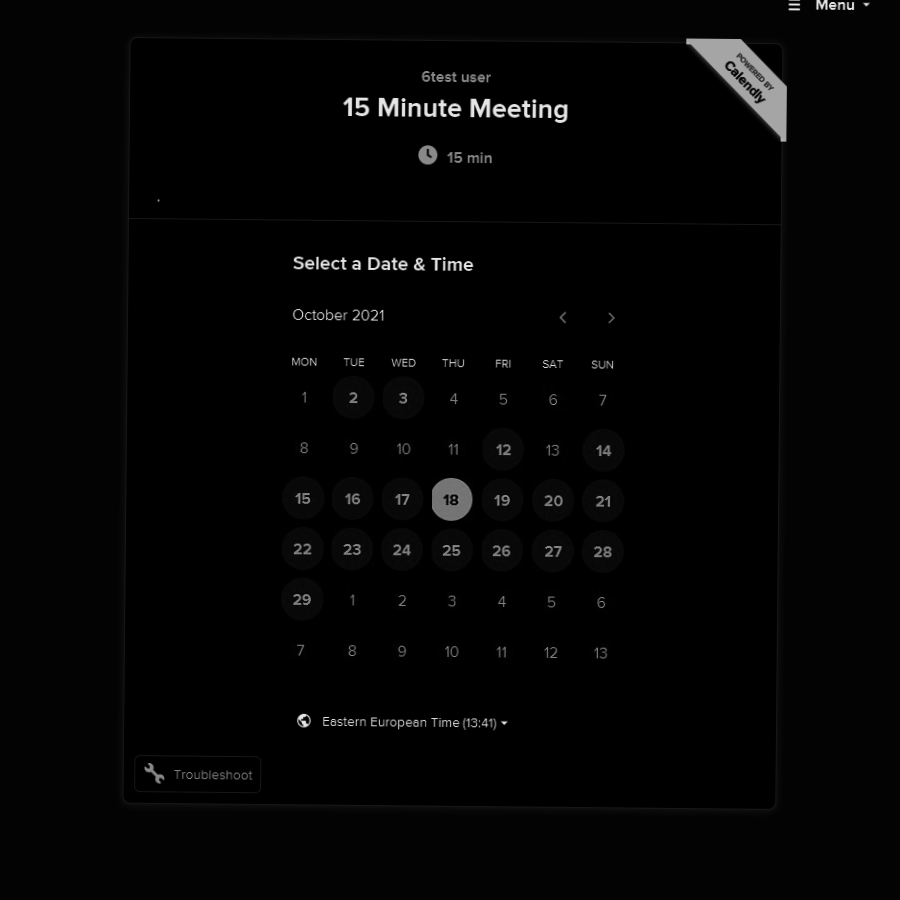 Menu
POWERED BY
Calendly
6test user
15 Minute Meeting
15 min
.
Select a Date & Time
October 2021
MON TUE WED THU FRI SAT SUN
1 2 3 4 5 6 7
8 9 10 11 12 13 14
15 16 17 18 19 20 21
22 23 24 25 26 27 28
29 1 2 3 4 5 6
7 8 9 10 11 12 13
Eastern European Time (13:41)
Troubleshoot